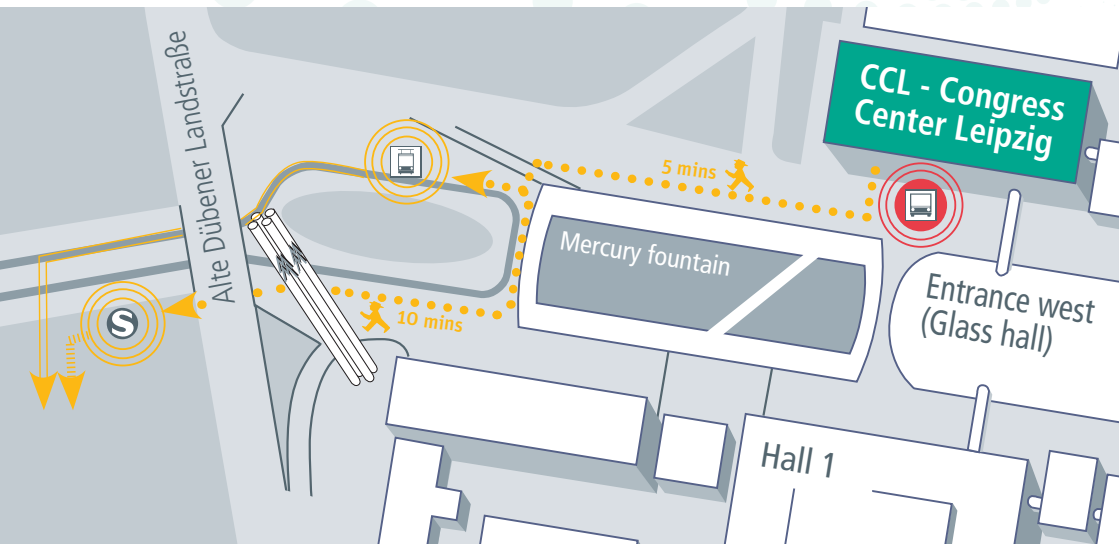 CCL - Congress
Center Leipzig
5 mins
Alte Dübener Landstraße
Mercury fountain
Entrance west
(Glass hall)
S
10 mins
Hall 1